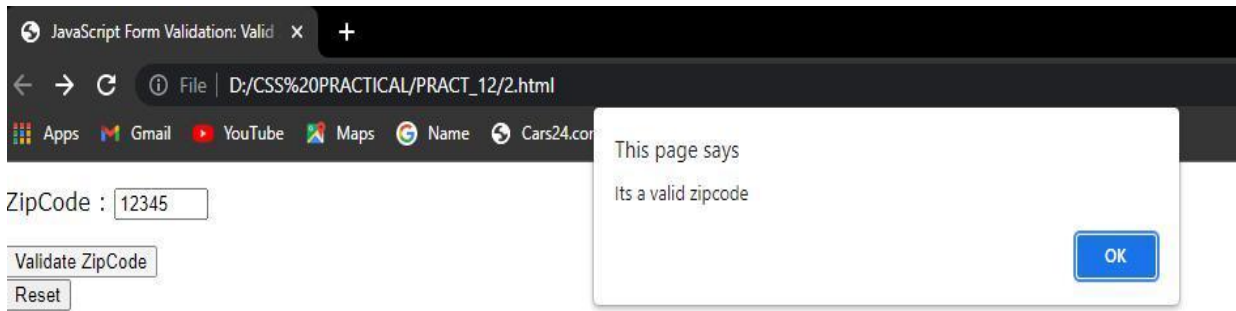 JavaScript Form Validation: Valid
File | D:/CSS%20PRACTICAL/PRACT_12/2.html
Apps Gmail YouTube Maps Name Cars24.con
This page says
Its a valid zipcode
OK
ZipCode : 12345
Validate ZipCode
Reset